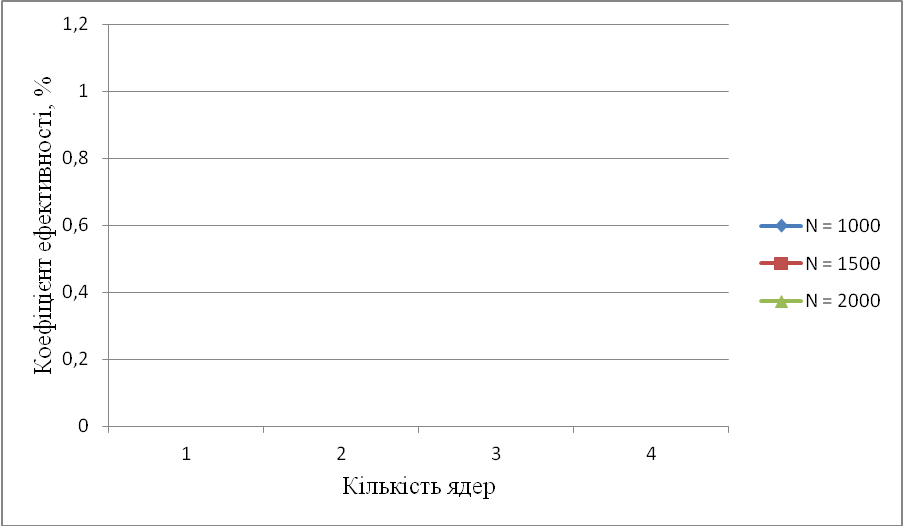 Коефіцієнт ефективності, %
1,2
1
0,8
0,6
0,4
0,2
0
1 2 3 4
Кількість ядер
N = 1000
N = 1500
N = 2000